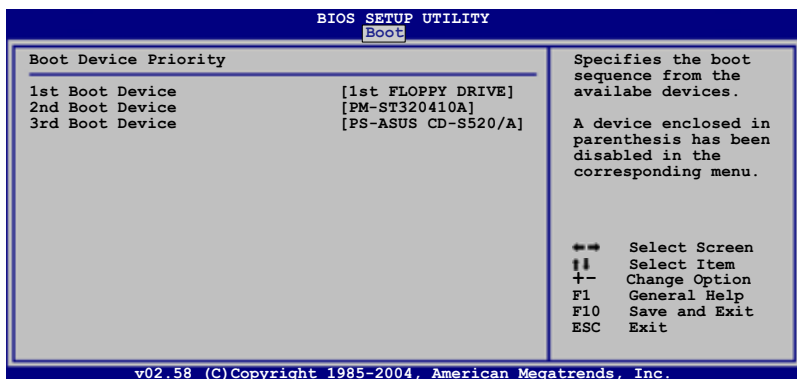 BIOS SETUP UTILITY
Boot
Boot Device Priority
1st Boot Device [1st FLOPPY DRIVE]
2nd Boot Device [PM-ST320410A]
3rd Boot Device [PS-ASUS CD-S520/A]
Specifies the boot
sequence from the
availabe devices.
A device enclosed in
parenthesis has been
disabled in the
corresponding menu.
←→ Select Screen
↑↓ Select Item
+- Change Option
F1 General Help
F10 Save and Exit
ESC Exit
v02.58 (C)Copyright 1985-2004, American Megatrends, Inc.